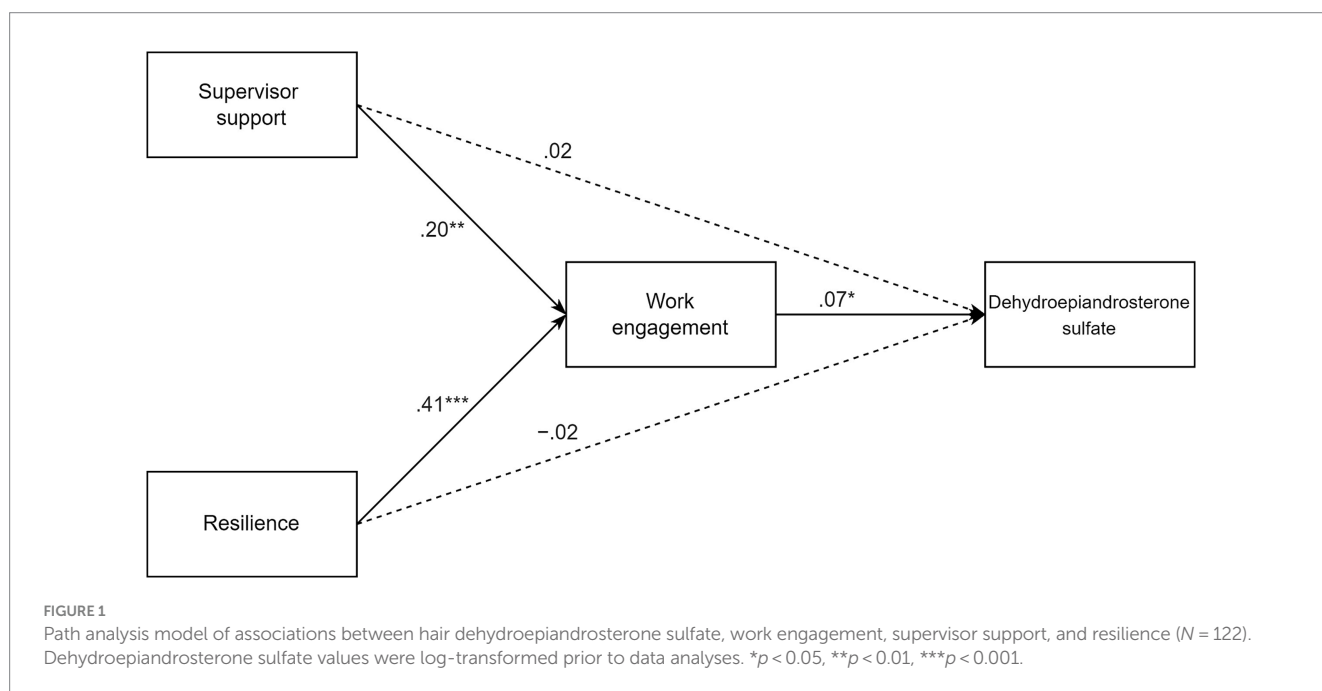 Supervisor
support
.02
.20**
Work
engagement
.07*
Dehydroepiandrosterone
sulfate
.41***
−.02
Resilience
FIGURE 1
Path analysis model of associations between hair dehydroepiandrosterone sulfate, work engagement, supervisor support, and resilience (N = 122).
Dehydroepiandrosterone sulfate values were log-transformed prior to data analyses. *p < 0.05, **p < 0.01, ***p < 0.001.